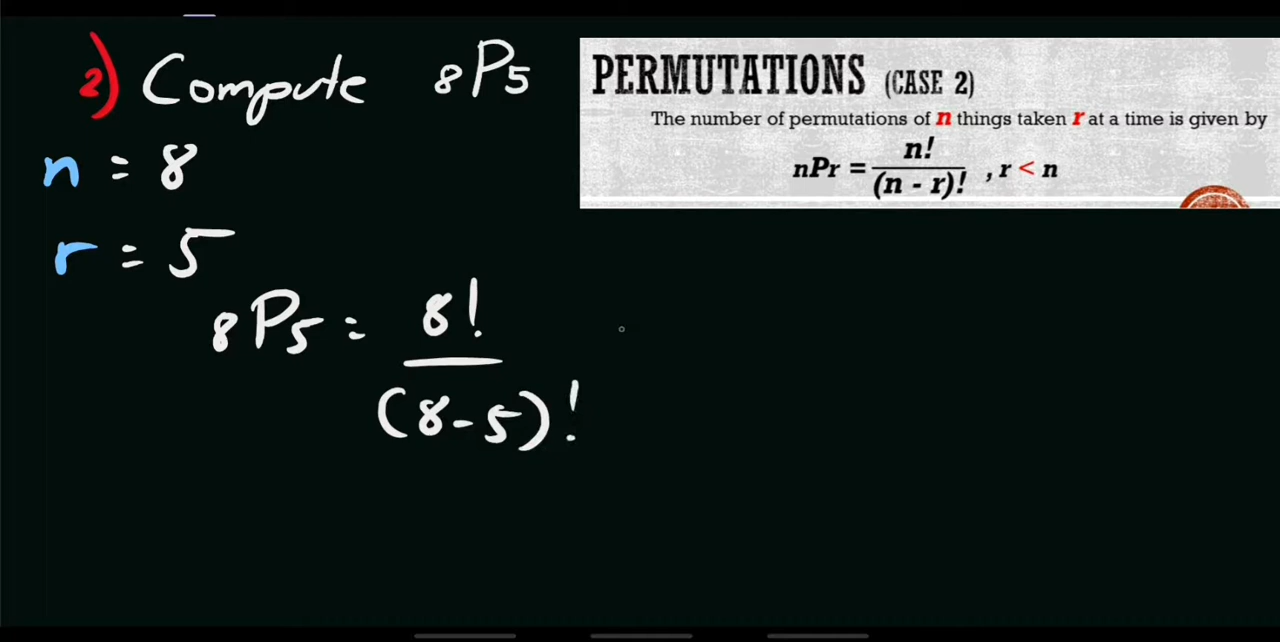 2) Compute 8P5
n = 8
r = 5
8P5 = 8!
(8-5)!
PERMUTATIONS (CASE 2)
The number of permutations of n things taken r at a time is given by
nPr = n! / (n - r)! , r < n